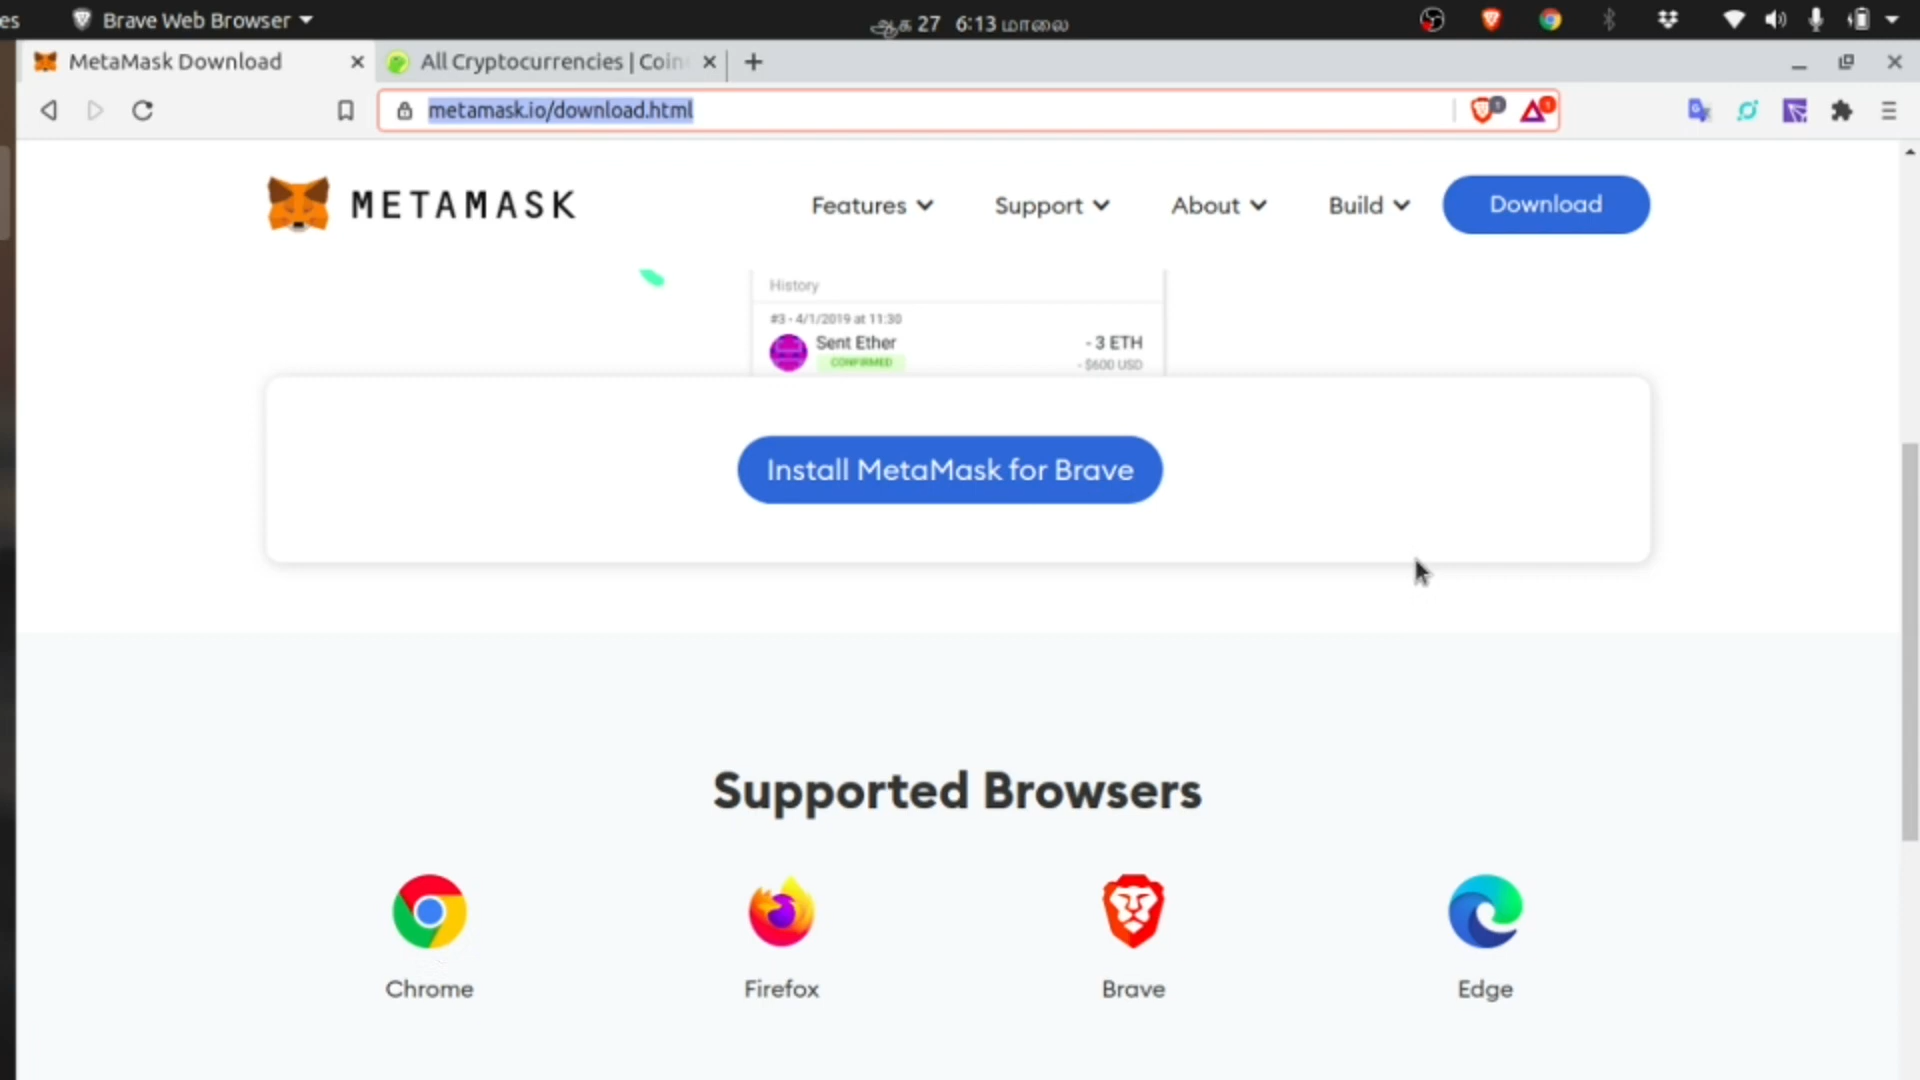 es
Brave Web Browser
ஆக 27 6:13 மாலை
MetaMask Download
All Cryptocurrencies | Coin
metamask.io/download.html
METAMASK
Features
Support
About
Build
Download
History
#3 - 4/1/2019 at 11:30
Sent Ether
- 3 ETH
CONFIRMED
- $600 USD
Install MetaMask for Brave
Supported Browsers
Chrome
Firefox
Brave
Edge